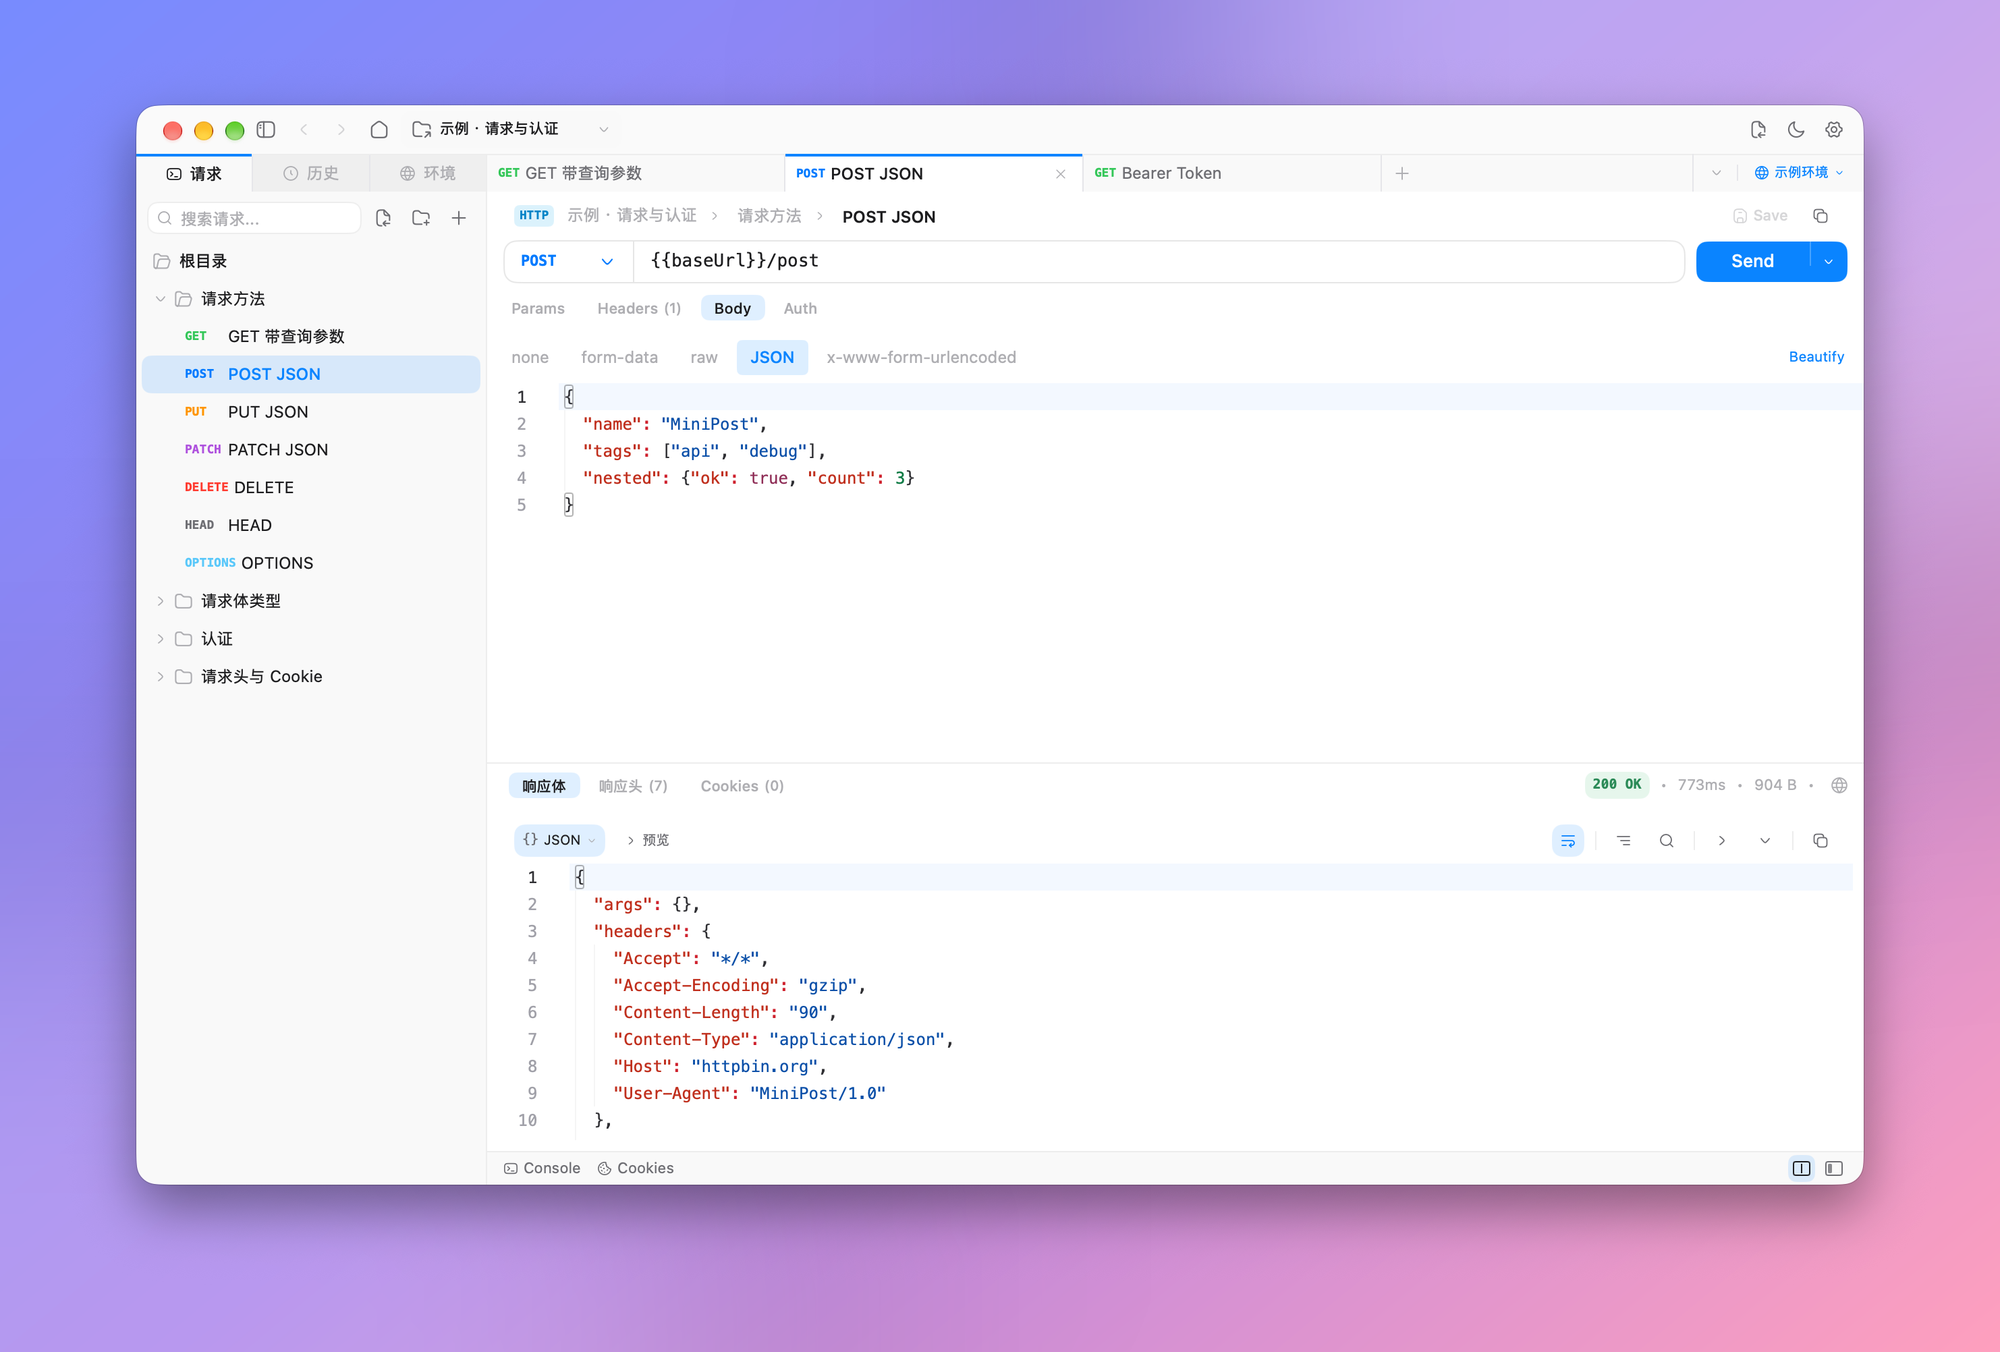 示例 · 请求与认证
请求
历史
环境
GET GET 带查询参数
POST POST JSON
GET Bearer Token
示例环境
搜索请求...
根目录
请求方法
GET GET 带查询参数
POST POST JSON
PUT PUT JSON
PATCH PATCH JSON
DELETE DELETE
HEAD HEAD
OPTIONS OPTIONS
请求体类型
认证
请求头与 Cookie
HTTP 示例 · 请求与认证 > 请求方法 > POST JSON
Save
POST {{baseUrl}}/post
Send
Params Headers (1) Body Auth
none form-data raw JSON x-www-form-urlencoded
Beautify
1 {
2 "name": "MiniPost",
3 "tags": ["api", "debug"],
4 "nested": {"ok": true, "count": 3}
5 }
响应体 响应头 (7) Cookies (0)
200 OK · 773ms · 904 B ·
{} JSON > 预览
1 {
2 "args": {},
3 "headers": {
4 "Accept": "*/*",
5 "Accept-Encoding": "gzip",
6 "Content-Length": "90",
7 "Content-Type": "application/json",
8 "Host": "httpbin.org",
9 "User-Agent": "MiniPost/1.0"
10 },
Console Cookies